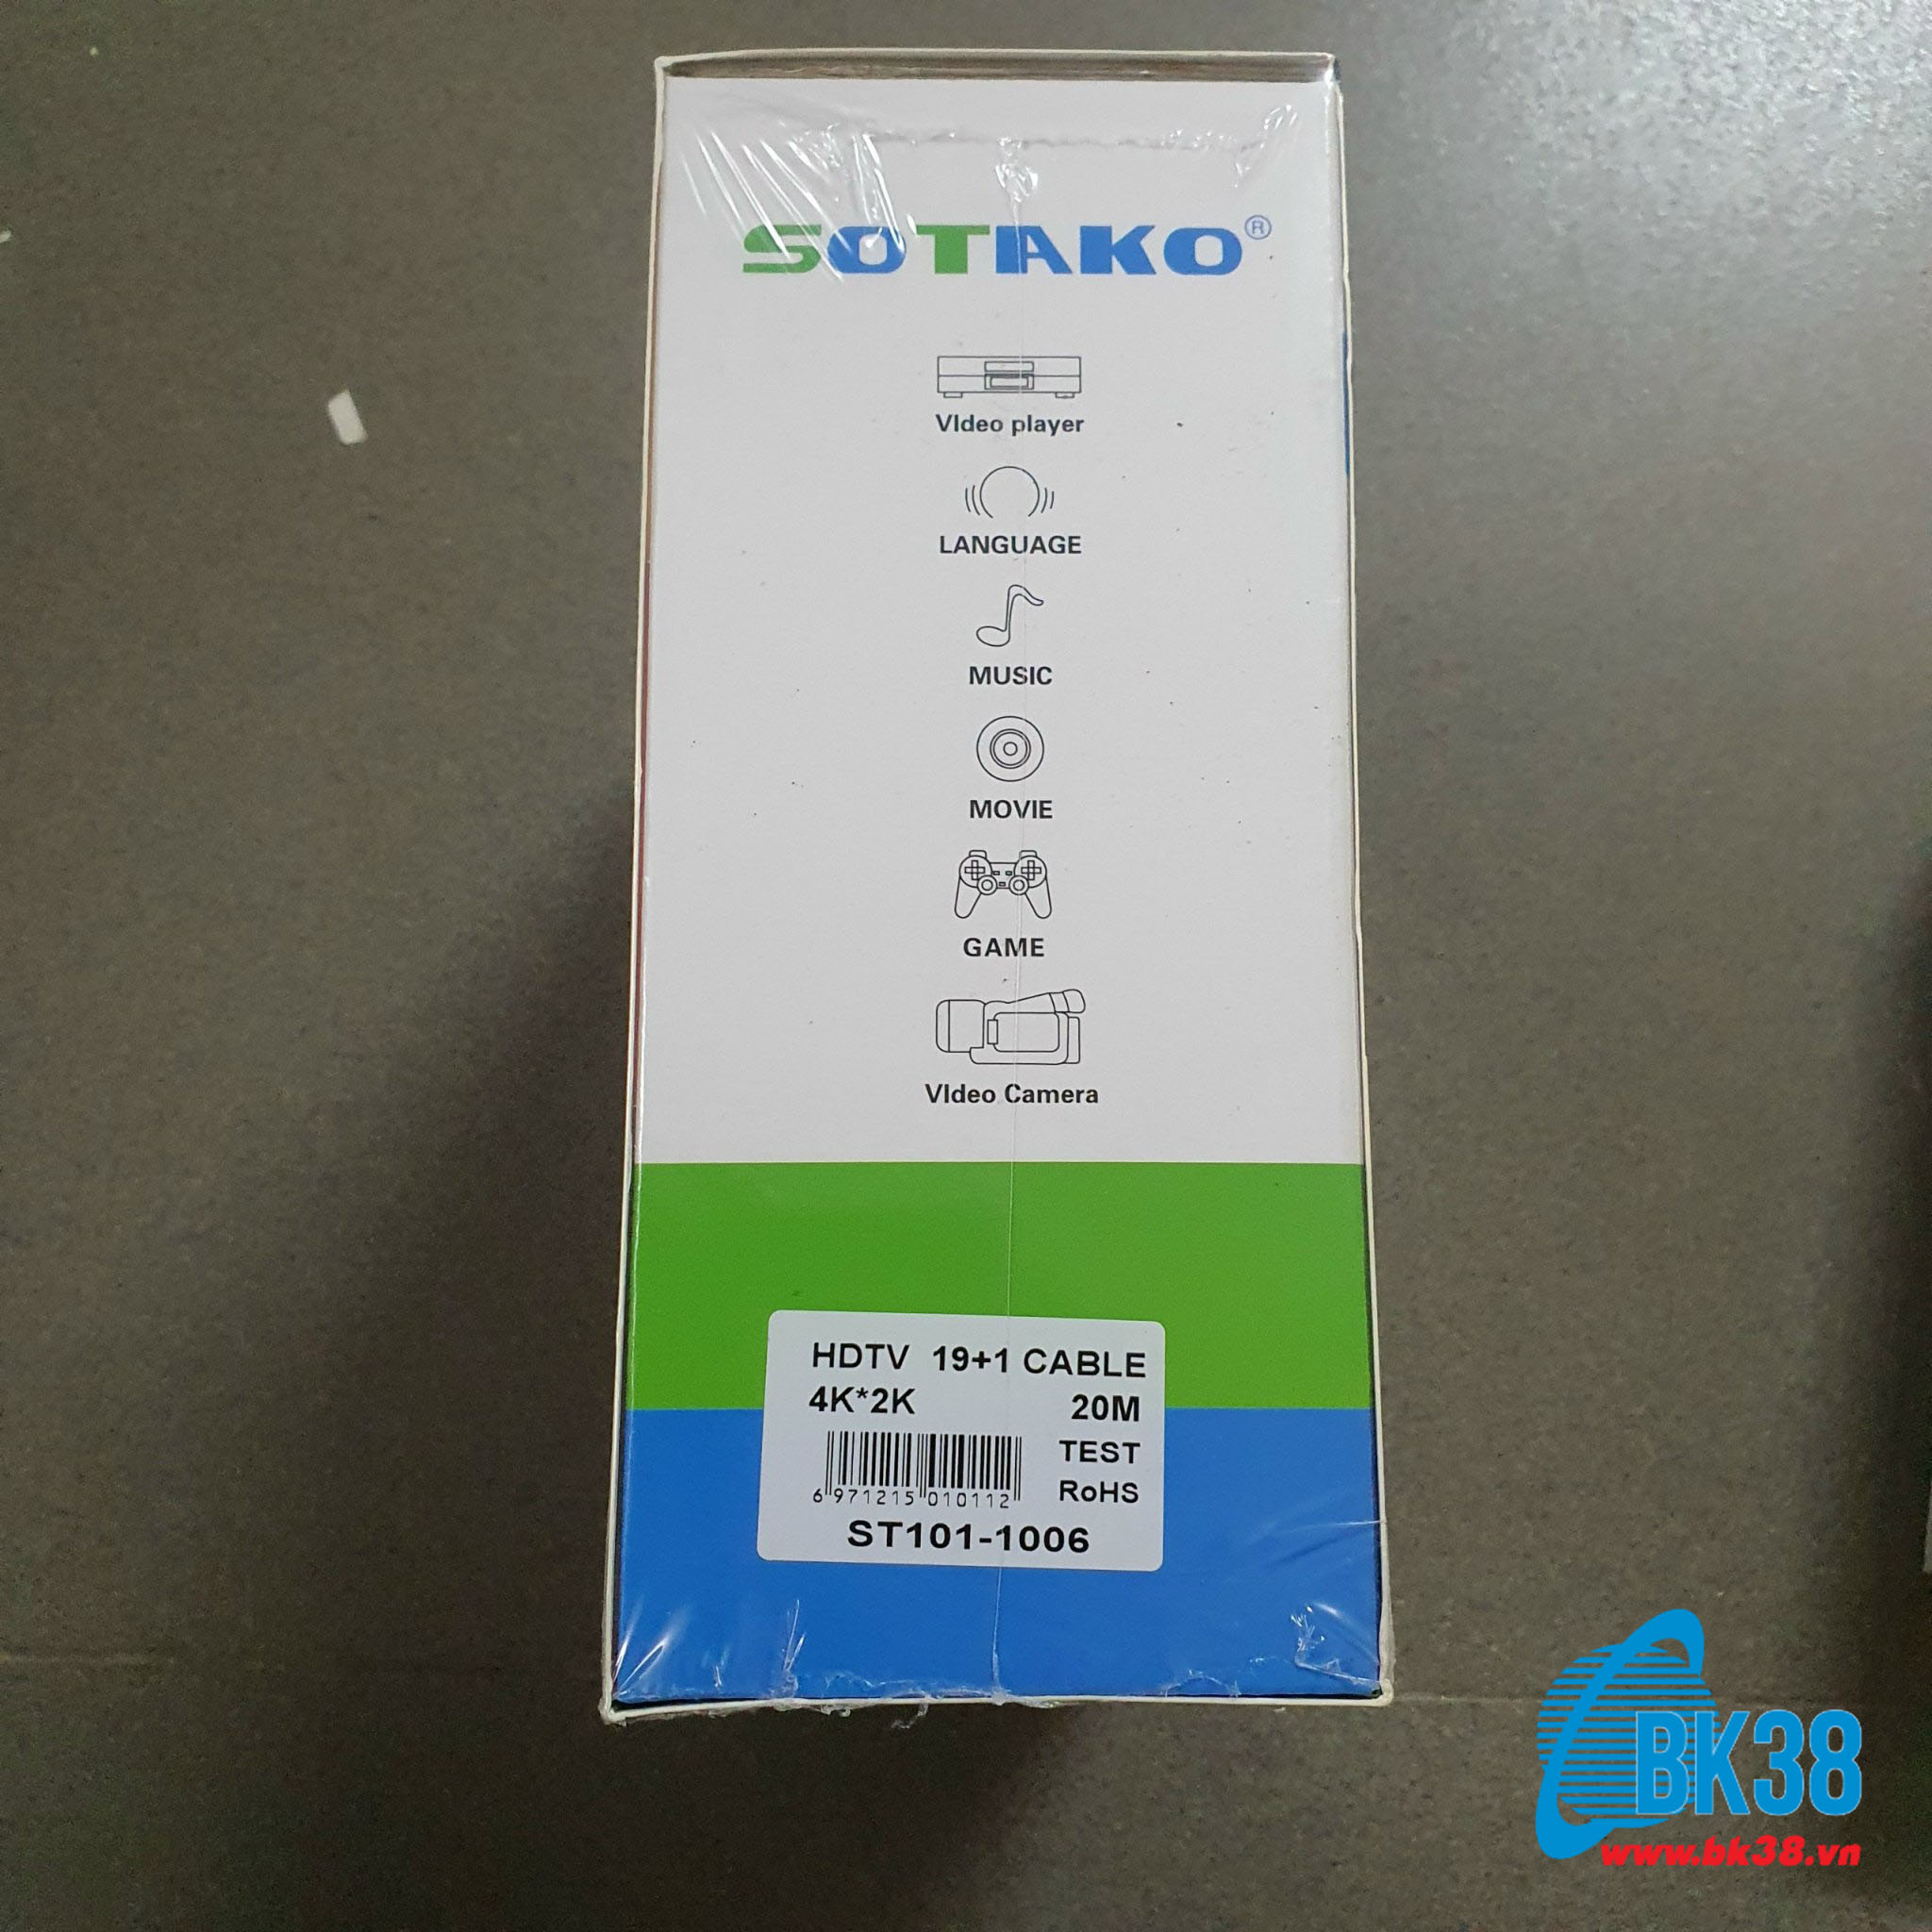 SOTAKO®
VIdeo player
LANGUAGE
MUSIC
MOVIE
GAME
VIdeo Camera
HDTV 19+1 CABLE
4K*2K 20M
TEST
RoHS
6 971215 010112
ST101-1006
BK38
www.bk38.vn